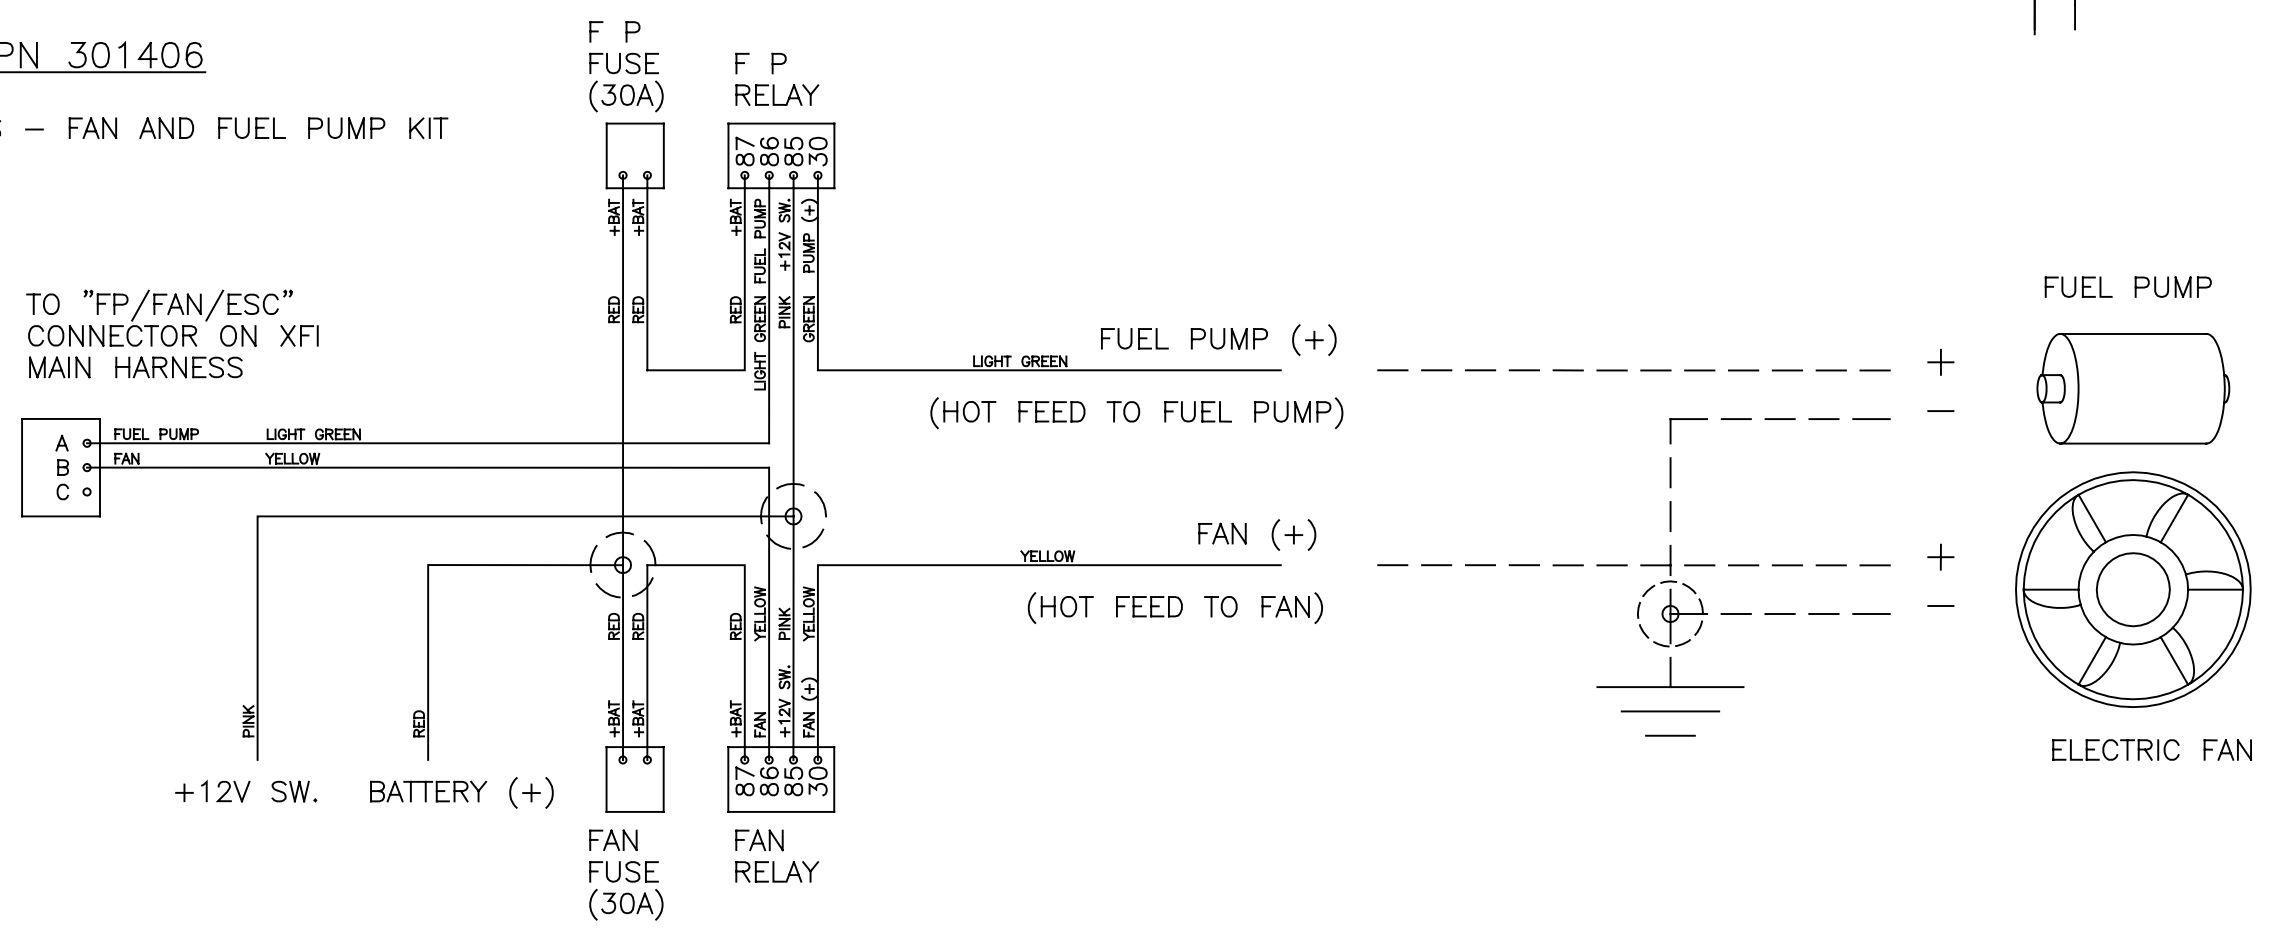 PN 301406
– FAN AND FUEL PUMP KIT
F P
FUSE
(30A)
F P
RELAY
87 86 85 30
+BAT +BAT +BAT LIGHT GREEN FUEL PUMP PINK +12V SW. GREEN PUMP (+)
RED RED RED
TO "FP/FAN/ESC"
CONNECTOR ON XFI
MAIN HARNESS
A FUEL PUMP LIGHT GREEN
B FAN YELLOW
C
FUEL PUMP (+)
LIGHT GREEN
(HOT FEED TO FUEL PUMP)
FAN (+)
YELLOW
(HOT FEED TO FAN)
FUEL PUMP
+
–
+
–
ELECTRIC FAN
PINK
RED
RED RED RED YELLOW PINK YELLOW
+BAT +BAT +BAT FAN +12V SW. FAN (+)
+12V SW.
BATTERY (+)
87 86 85 30
FAN
FUSE
(30A)
FAN
RELAY